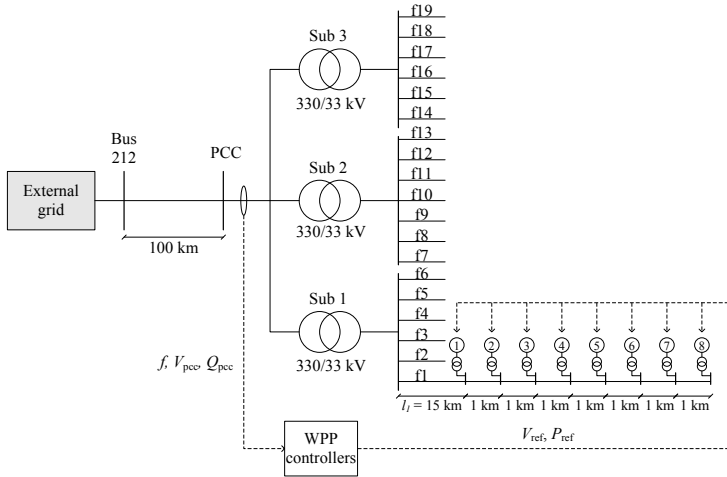 f19
f18
f17
f16
f15
f14
Sub 3
330/33 kV
f13
f12
f11
f10
f9
f8
f7
Sub 2
330/33 kV
Bus
212
PCC
External
grid
100 km
f6
f5
f4
f3
f2
f1
Sub 1
330/33 kV
1
2
3
4
5
6
7
8
f, Vpcc, Qpcc
l1 = 15 km
1 km
1 km
1 km
1 km
1 km
1 km
1 km
Vref, Pref
WPP
controllers